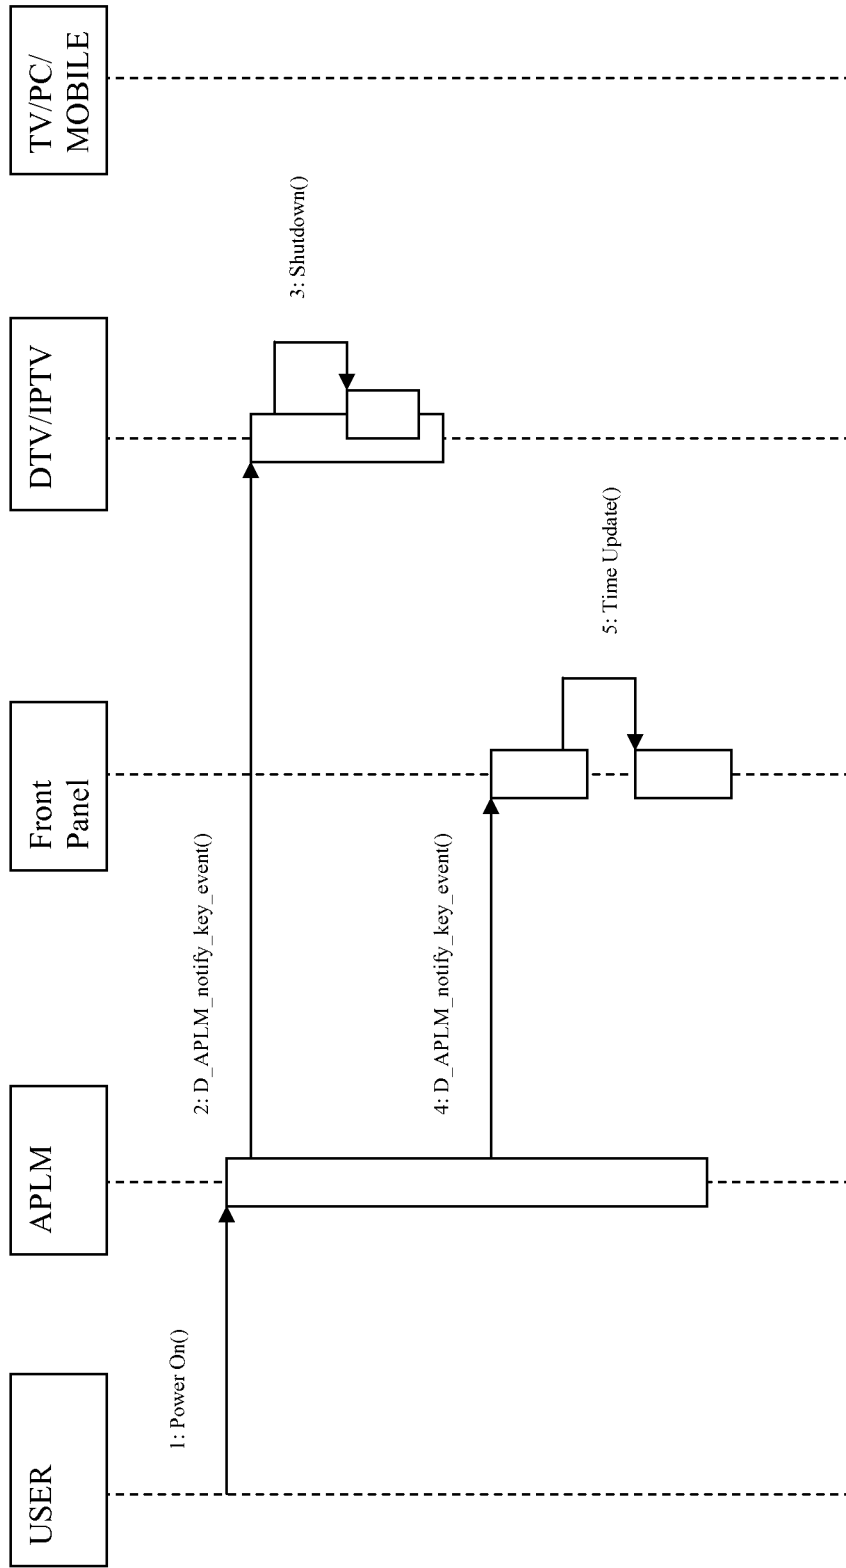 USER
APLM
Front
Panel
DTV/IPTV
TV/PC/
MOBILE
1: Power On()
2: D_APLM_notify_key_event()
3: Shutdown()
4: D_APLM_notify_key_event()
5: Time Update()